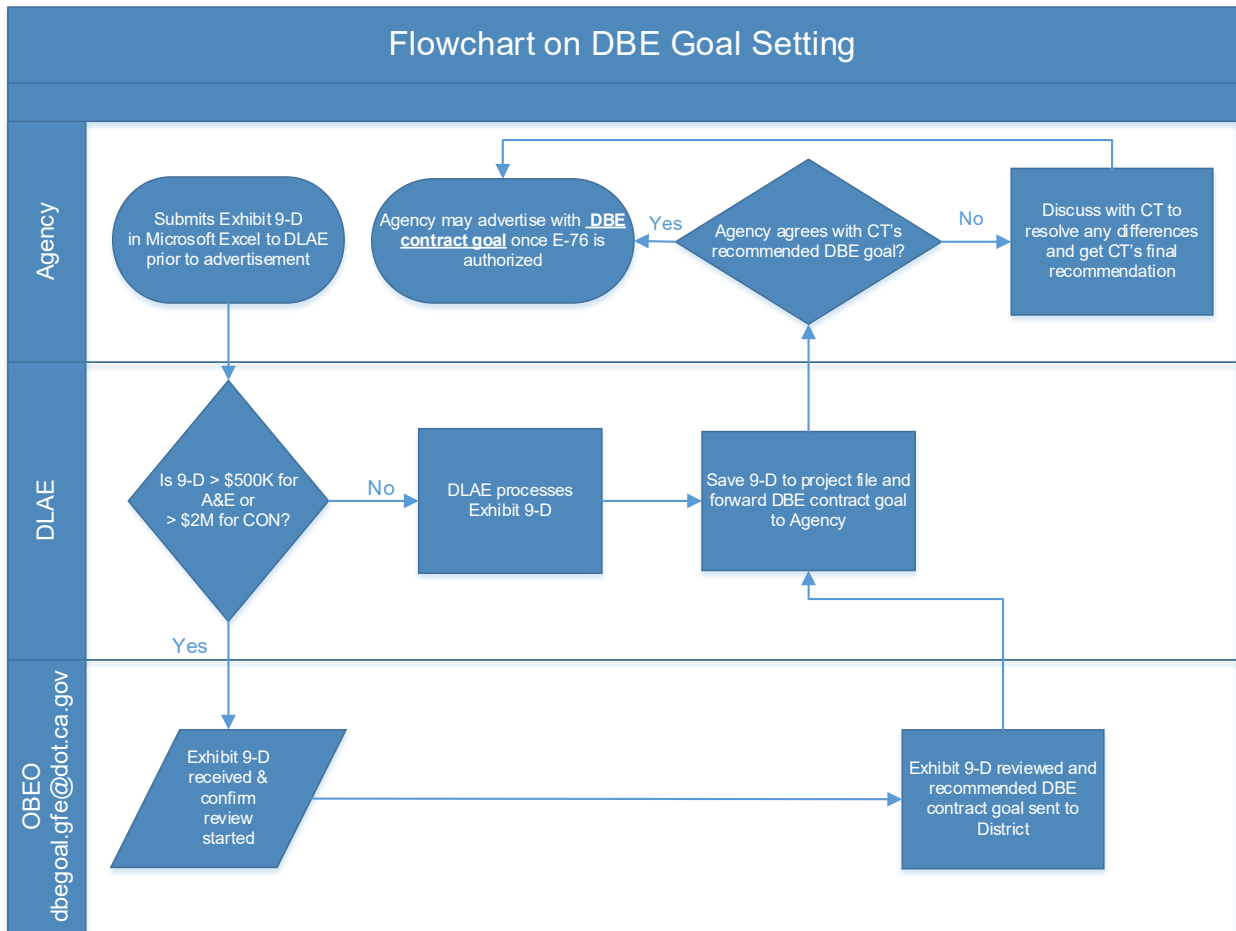 Flowchart on DBE Goal Setting
Agency
Submits Exhibit 9-D
in Microsoft Excel to DLAE
prior to advertisement
Agency may advertise with DBE
contract goal once E-76 is
authorized
Yes
Agency agrees with CT's
recommended DBE goal?
No
Discuss with CT to
resolve any differences
and get CT's final
recommendation
DLAE
Is 9-D > $500K for
A&E or
> $2M for CON?
No
DLAE processes
Exhibit 9-D
Save 9-D to project file and
forward DBE contract goal
to Agency
Yes
OBEO
dbegoal.gfe@dot.ca.gov
Exhibit 9-D
received &
confirm
review
started
Exhibit 9-D reviewed and
recommended DBE
contract goal sent to
District